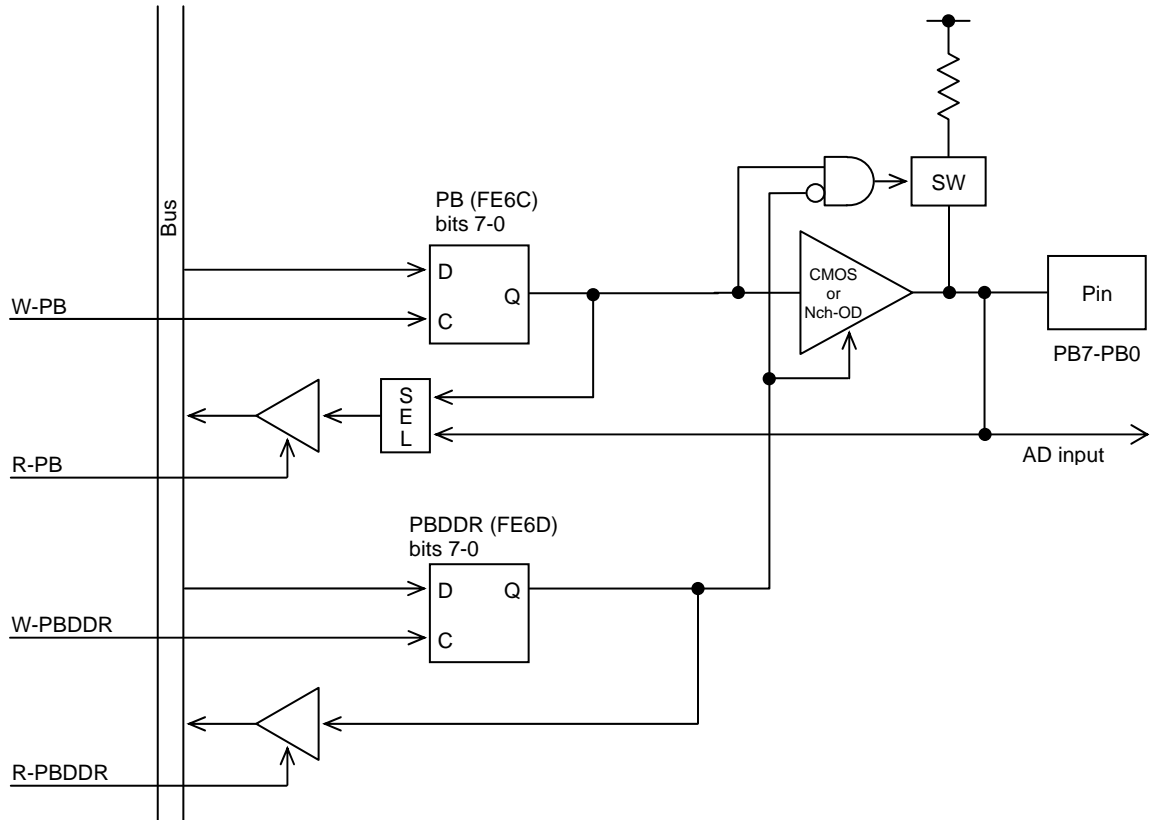 Bus
SW
PB (FE6C)
bits 7-0
D
Q
C
W-PB
CMOS
or
Nch-OD
Pin
PB7-PB0
SEL
R-PB
AD input
PBDDR (FE6D)
bits 7-0
D
Q
C
W-PBDDR
R-PBDDR